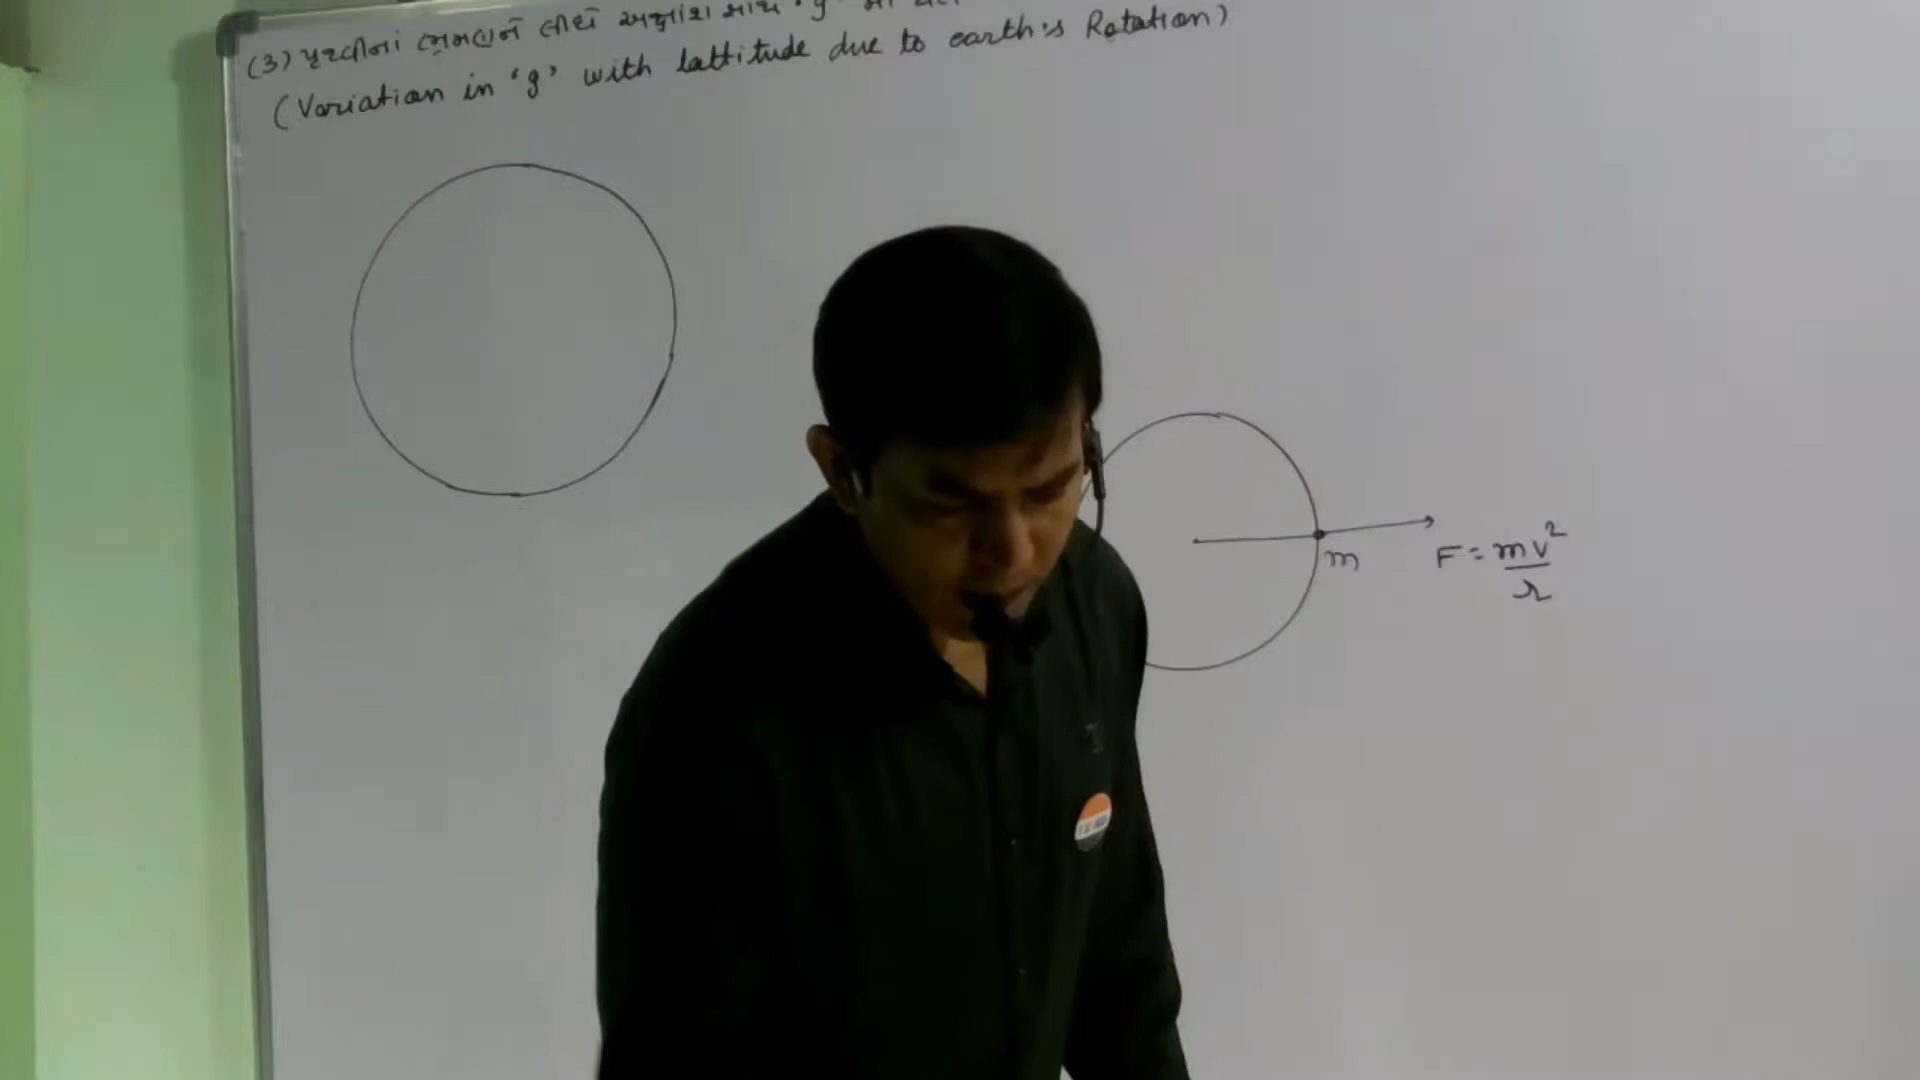 (3) પૃથ્વીનાં ભ્રમણને લીધે અક્ષાંશ સાથે 'g'
(Variation in 'g' with lattitude due to earth's Rotation)
m
F = mv²/r